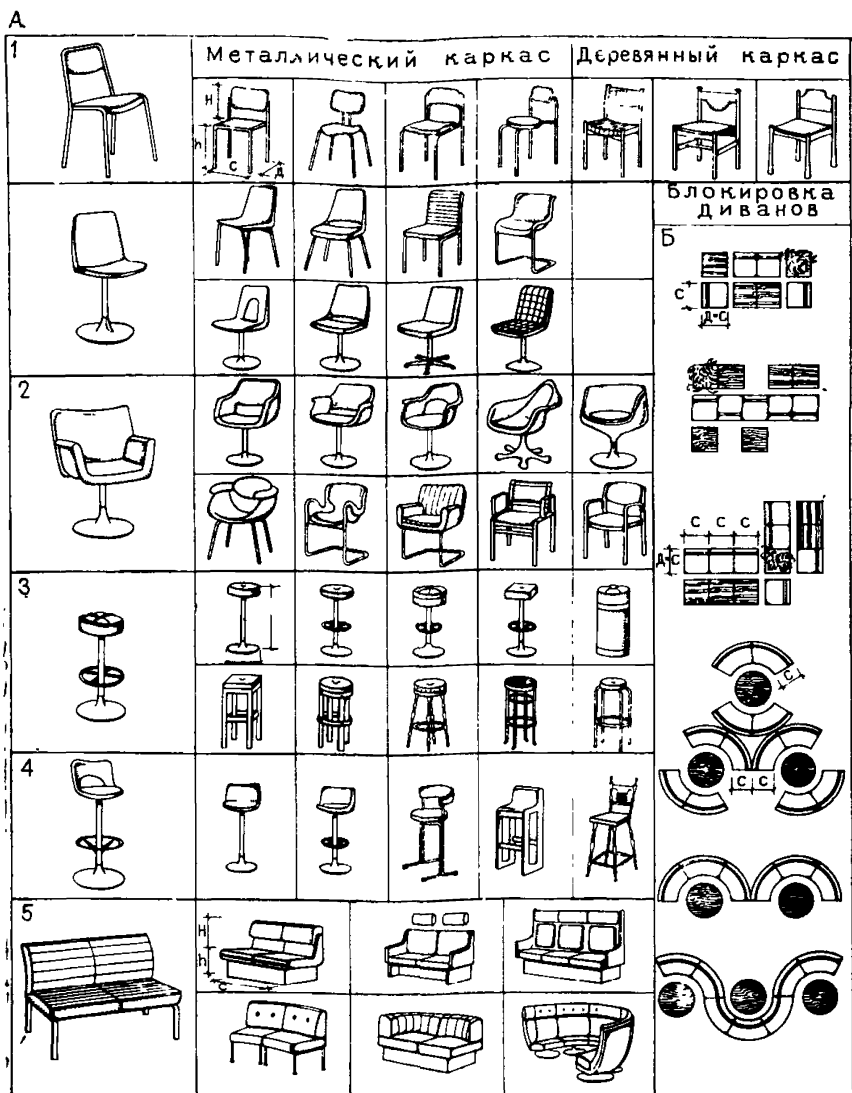 А
1
Металлический каркас
Деревянный каркас
H
h
С
Д
Блокировка
диванов
Б
С
Д=С
2
С С С
Д=С
3
С
С С
4
5
H
h
С